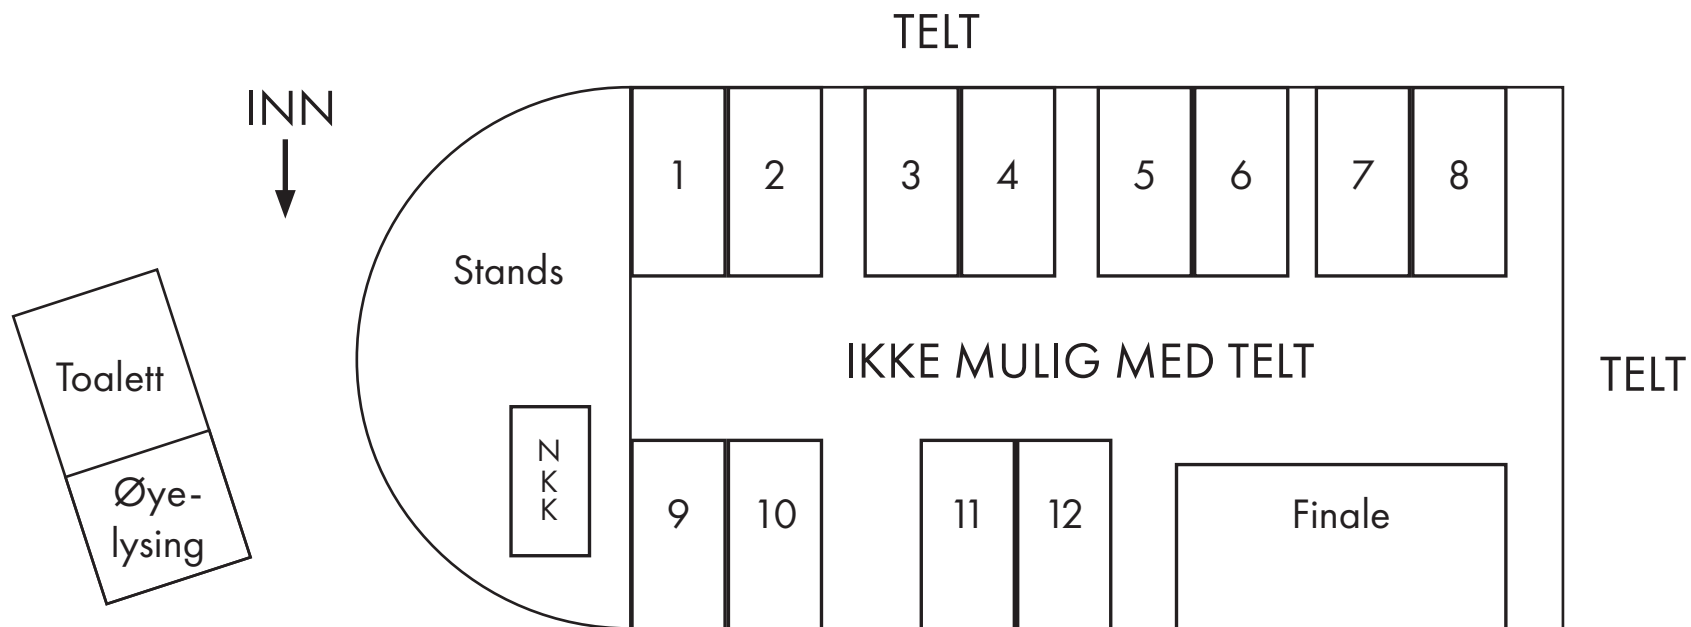 TELT
INN
1 2 3 4 5 6 7 8
Stands
IKKE MULIG MED TELT
TELT
Toalett
N
K
K
Øye-
lysing
9 10 11 12 Finale